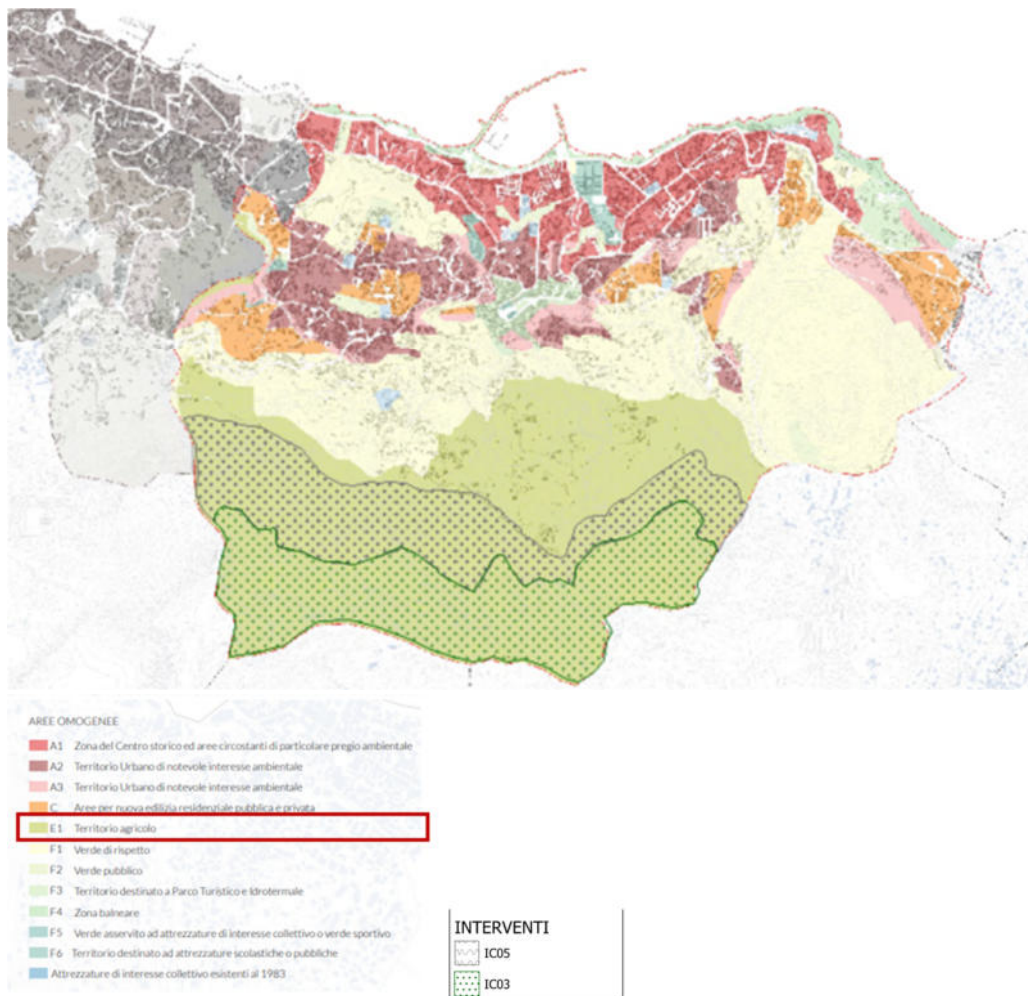 AREE OMOGENEE
A1 Zona del Centro storico ed aree circostanti di particolare pregio ambientale
A2 Territorio Urbano di notevole interesse ambientale
A3 Territorio Urbano di notevole interesse ambientale
C Aree per nuova edilizia residenziale pubblica e privata
E1 Territorio agricolo
F1 Verde di rispetto
F2 Verde pubblico
F3 Territorio destinato a Parco Turistico e Idrotermale
F4 Zona balneare
F5 Verde asservito ad attrezzature di interesse collettivo o verde sportivo
F6 Territorio destinato ad attrezzature scolastiche o pubbliche
Attrezzature di interesse collettivo esistenti al 1983
INTERVENTI
IC05
IC03